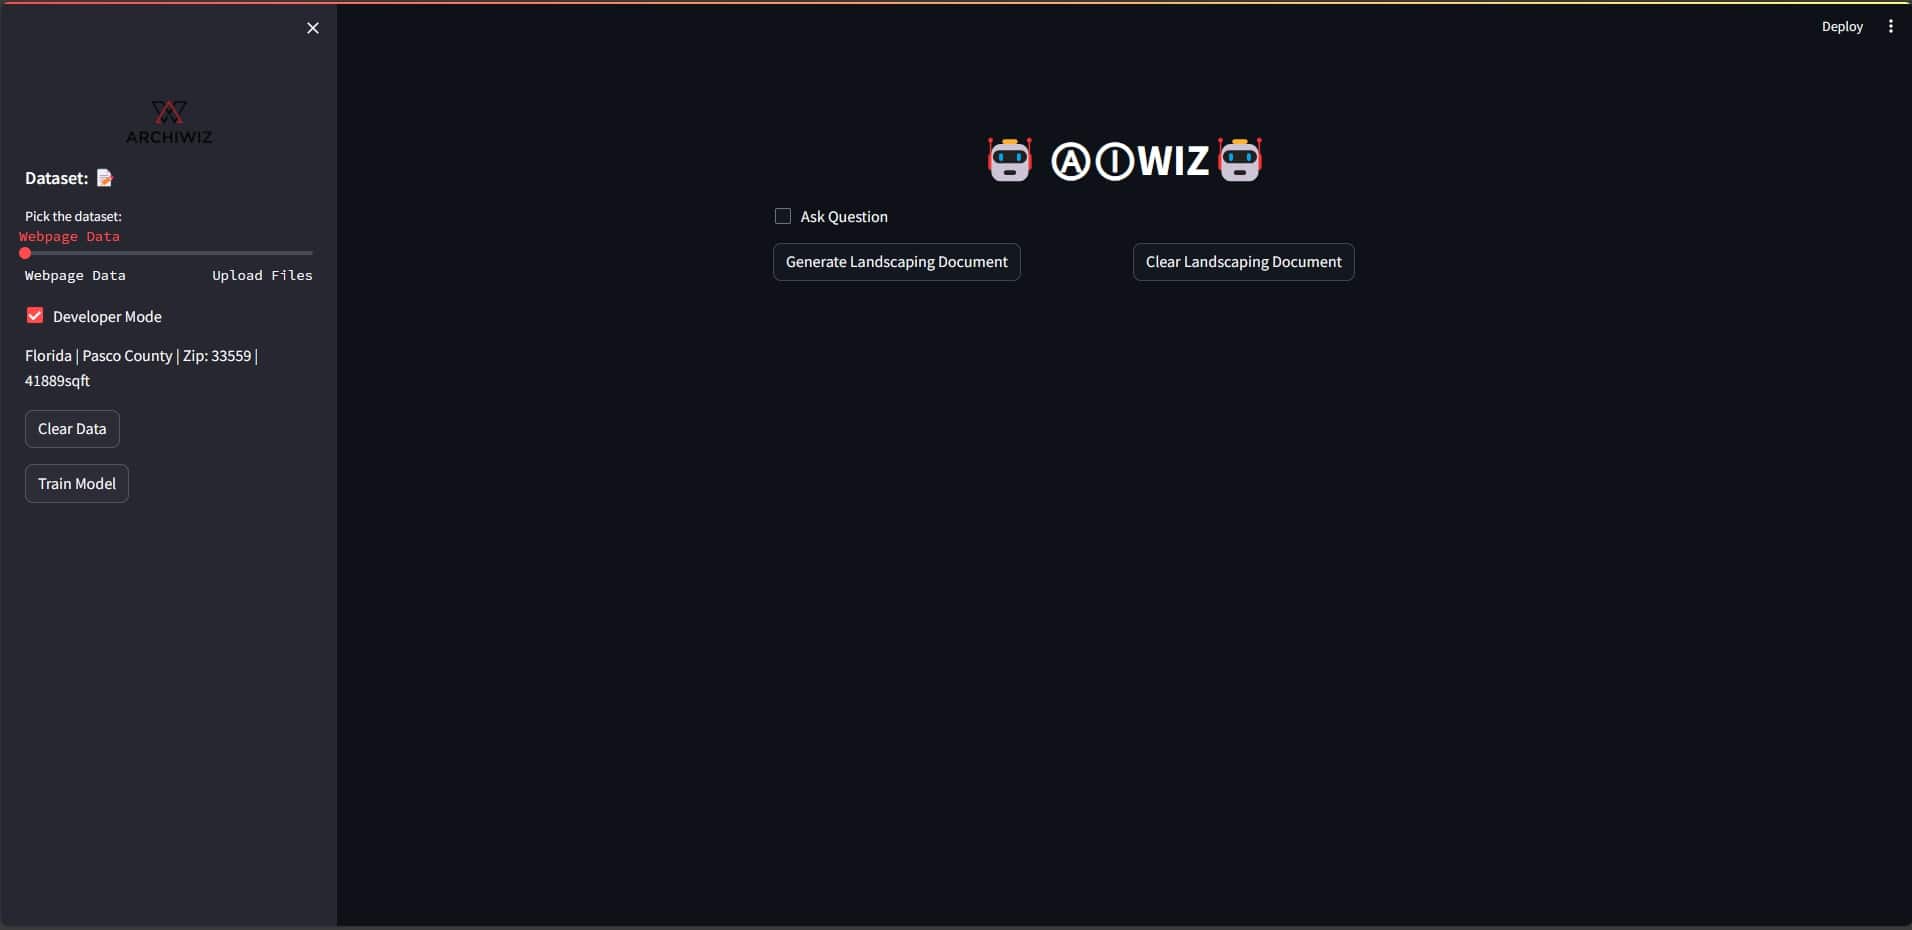 Deploy
ARCHIWIZ
Dataset:
Pick the dataset:
Webpage Data
Webpage Data Upload Files
Developer Mode
Florida | Pasco County | Zip: 33559 |
41889sqft
Clear Data
Train Model
ⒶⒾWIZ
Ask Question
Generate Landscaping Document
Clear Landscaping Document